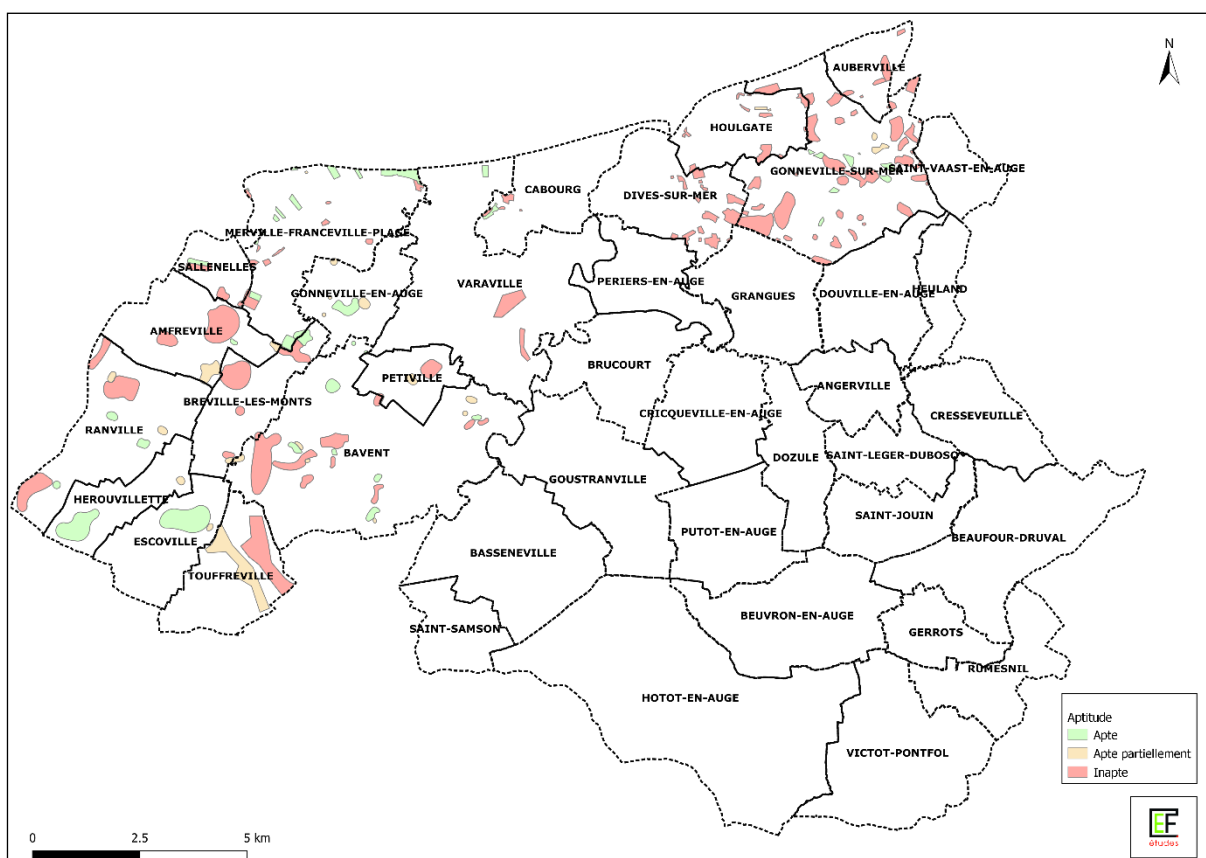 N
AUBERVILLE
HOULGATE
GONNEVILLE-SUR-MER
SAINT-VAAST-EN-AUGE
CABOURG
DIVES-SUR-MER
MERVILLE-FRANCEVILLE-PLAGE
SALLENELLES
GONNEVILLE-EN-AUGE
VARAVILLE
PERIERS-EN-AUGE
GRANGUES
DOUVILLE-EN-AUGE
HEULAND
AMFREVILLE
BRUCOURT
PETIVILLE
ANGERVILLE
BREVILLE-LES-MONTS
CRICQUEVILLE-EN-AUGE
CRESSEVEUILLE
RANVILLE
BAVENT
DOZULE
SAINT-LEGER-DUBOSQ
GOUSTRANVILLE
HEROUVILLETTE
SAINT-JOUIN
ESCOVILLE
PUTOT-EN-AUGE
BEAUFOUR-DRUVAL
BASSENEVILLE
TOUFFREVILLE
BEUVRON-EN-AUGE
SAINT-SAMSON
GERROTS
RUMESNIL
HOTOT-EN-AUGE
VICTOT-PONTFOL
Aptitude
Apte
Apte partiellement
Inapte
0 2.5 5 km
CEF
études